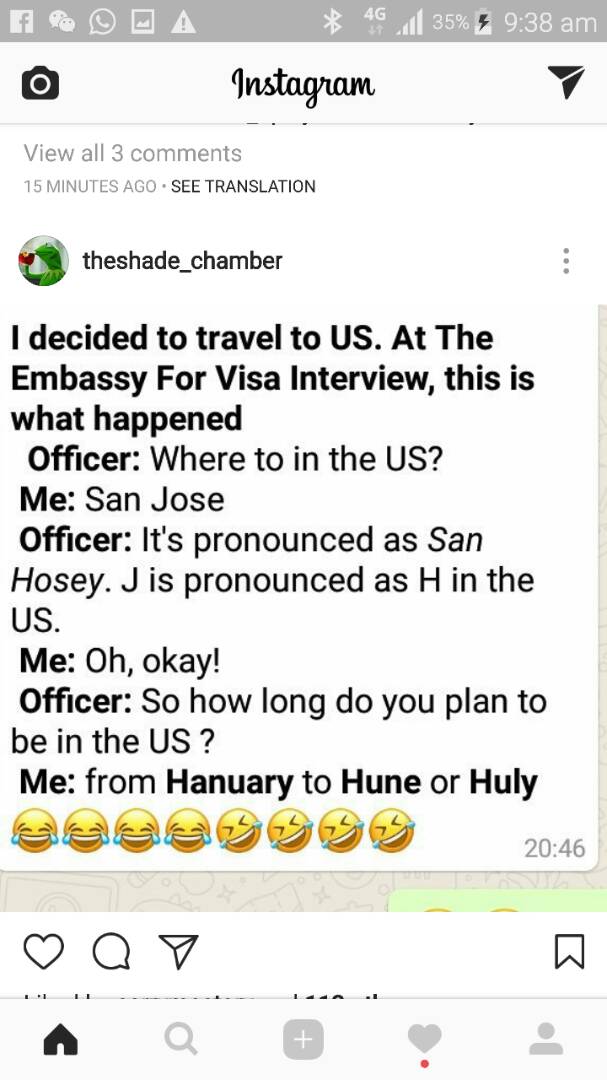 4G 35% 9:38 am
Instagram
View all 3 comments
15 MINUTES AGO • SEE TRANSLATION
theshade_chamber
I decided to travel to US. At The
Embassy For Visa Interview, this is
what happened
Officer: Where to in the US?
Me: San Jose
Officer: It's pronounced as San
Hosey. J is pronounced as H in the
US.
Me: Oh, okay!
Officer: So how long do you plan to
be in the US ?
Me: from Hanuary to Hune or Huly
😂😂😂😂🤣🤣🤣🤣
20:46